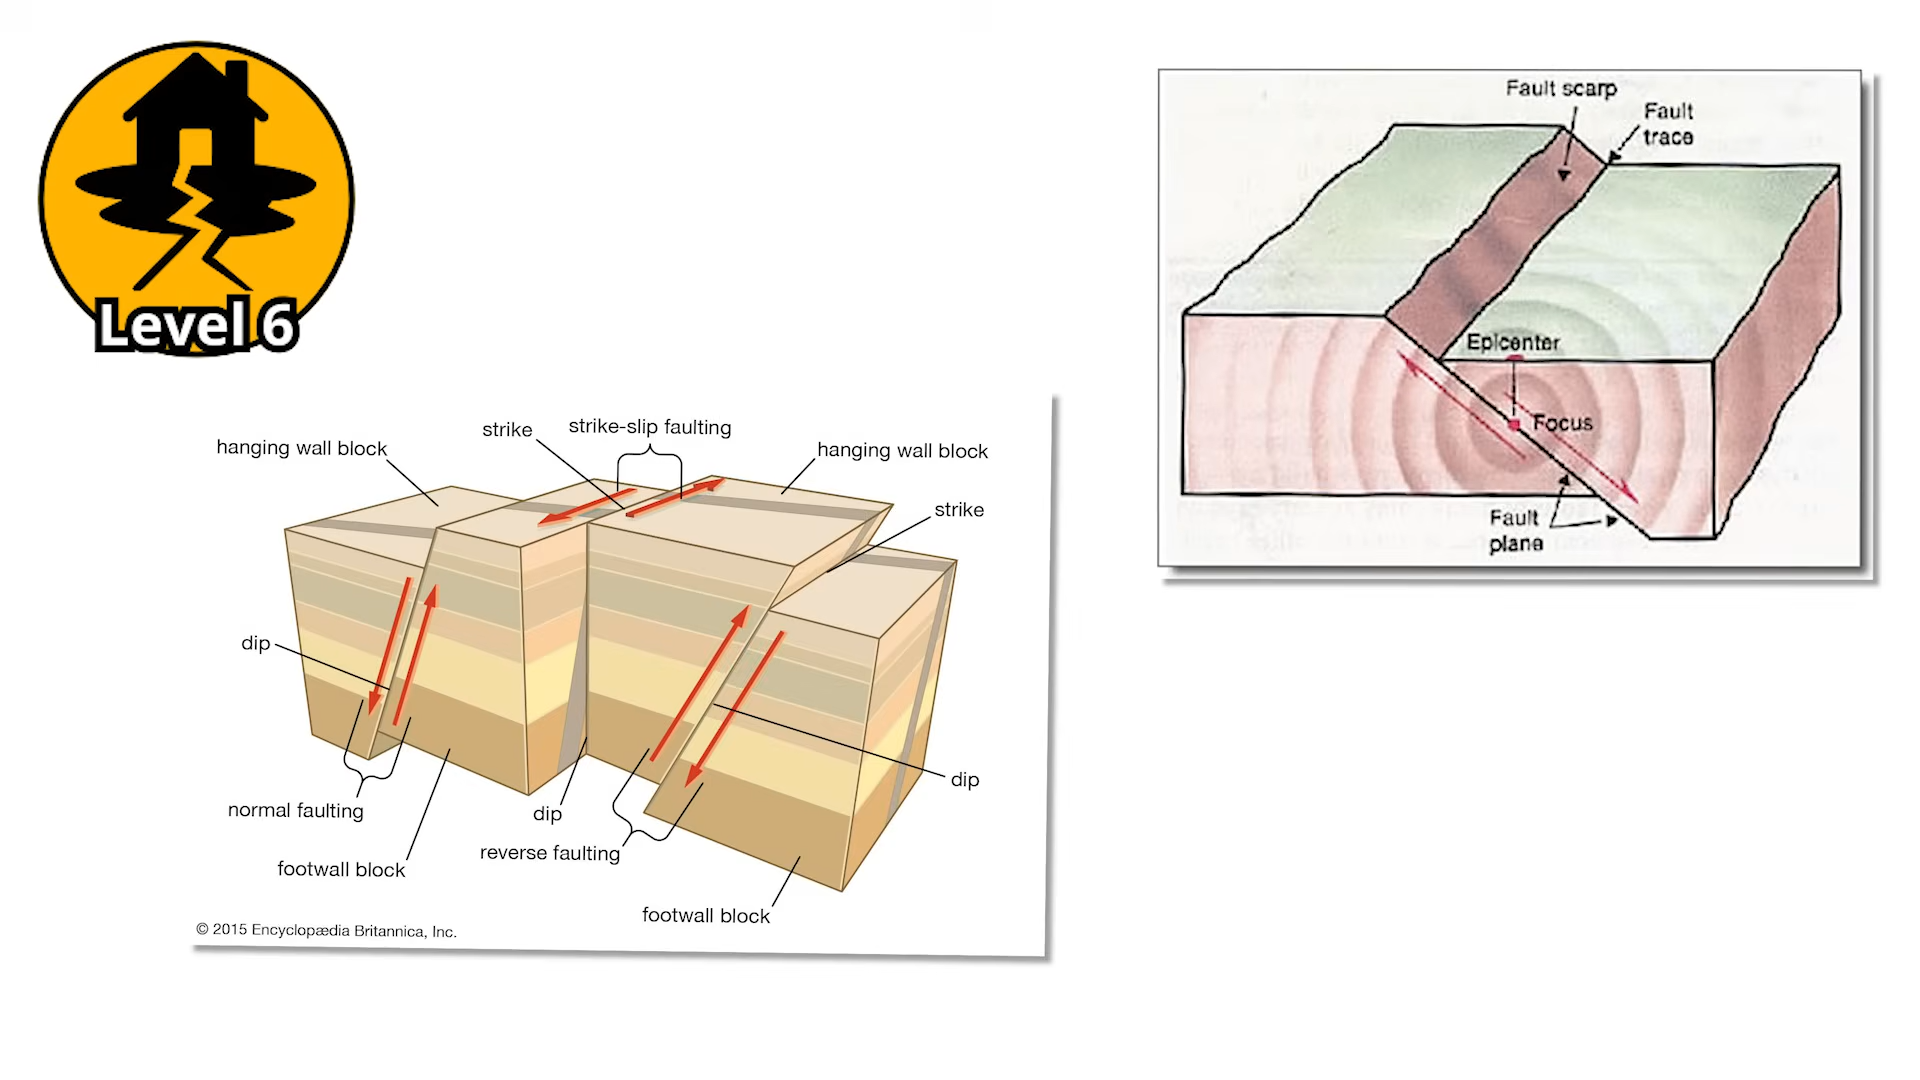 Level 6
Fault scarp
Fault
trace
Epicenter
Focus
Fault
plane
strike
strike-slip faulting
hanging wall block
hanging wall block
strike
dip
dip
normal faulting
dip
reverse faulting
footwall block
footwall block
© 2015 Encyclopædia Britannica, Inc.